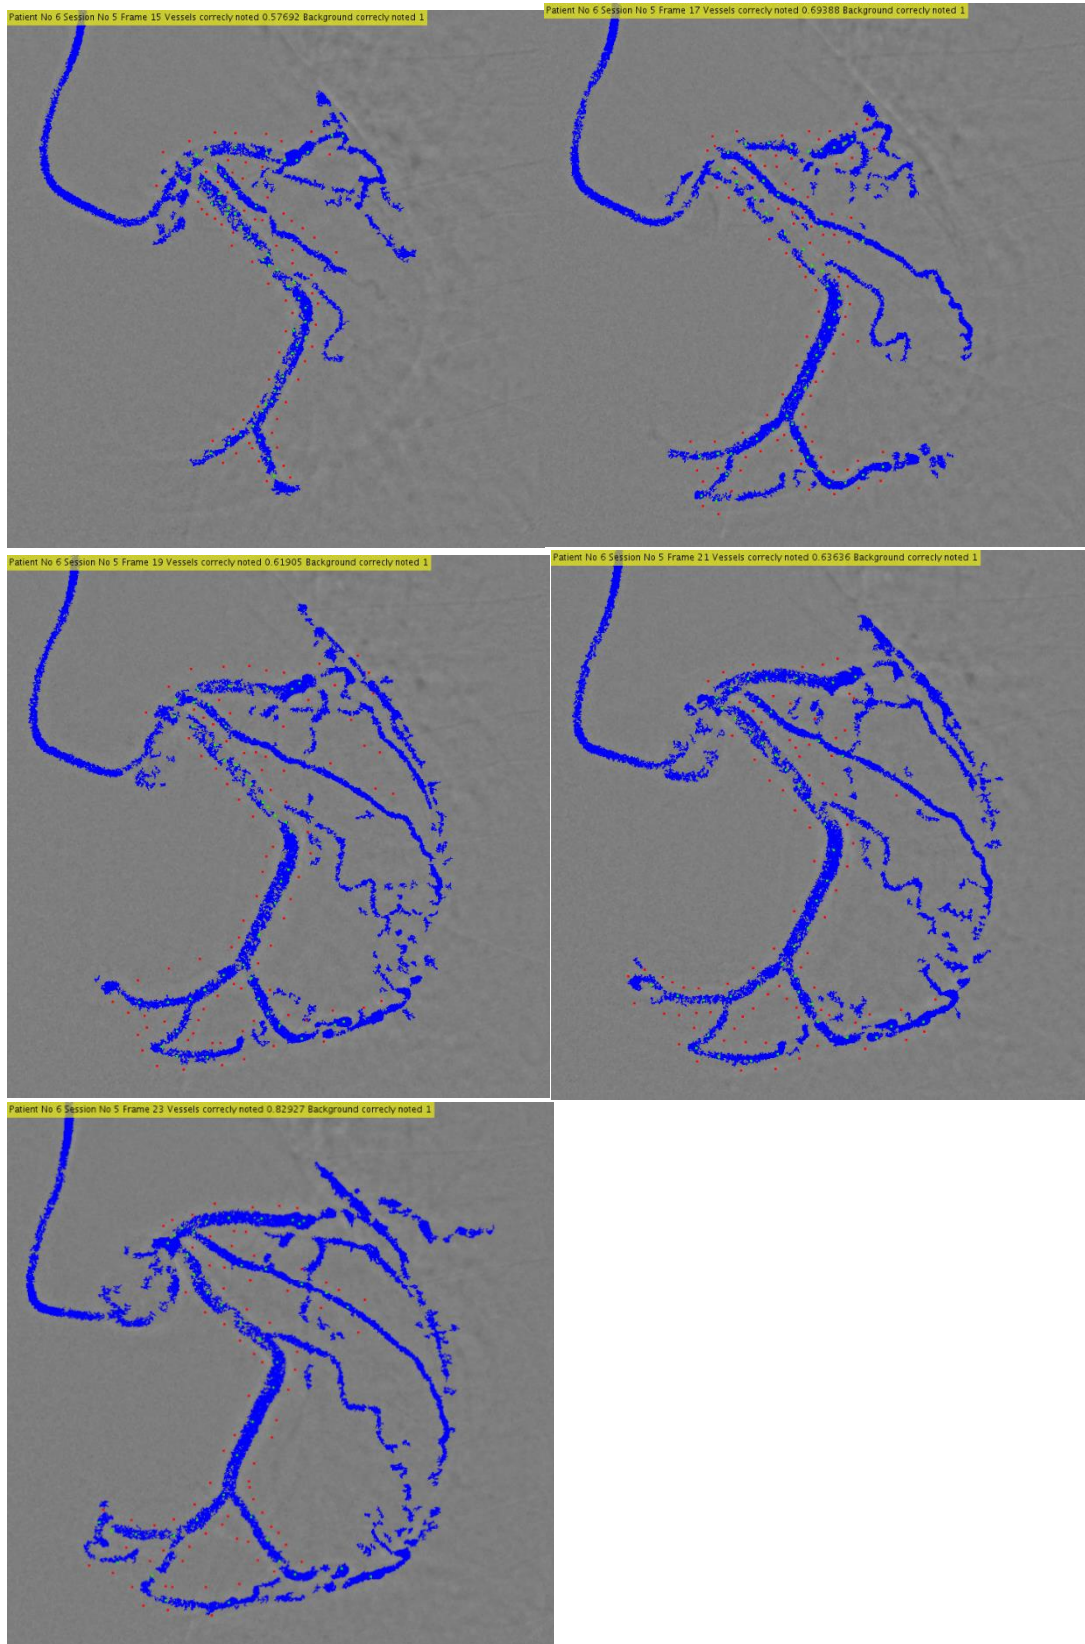 Patient No 6 Session No 5 Frame 15 Vessels correcly noted 0.57692 Background correcly noted 1
Patient No 6 Session No 5 Frame 17 Vessels correcly noted 0.69388 Background correcly noted 1
Patient No 6 Session No 5 Frame 19 Vessels correcly noted 0.61905 Background correcly noted 1
Patient No 6 Session No 5 Frame 21 Vessels correcly noted 0.63636 Background correcly noted 1
Patient No 6 Session No 5 Frame 23 Vessels correcly noted 0.82927 Background correcly noted 1